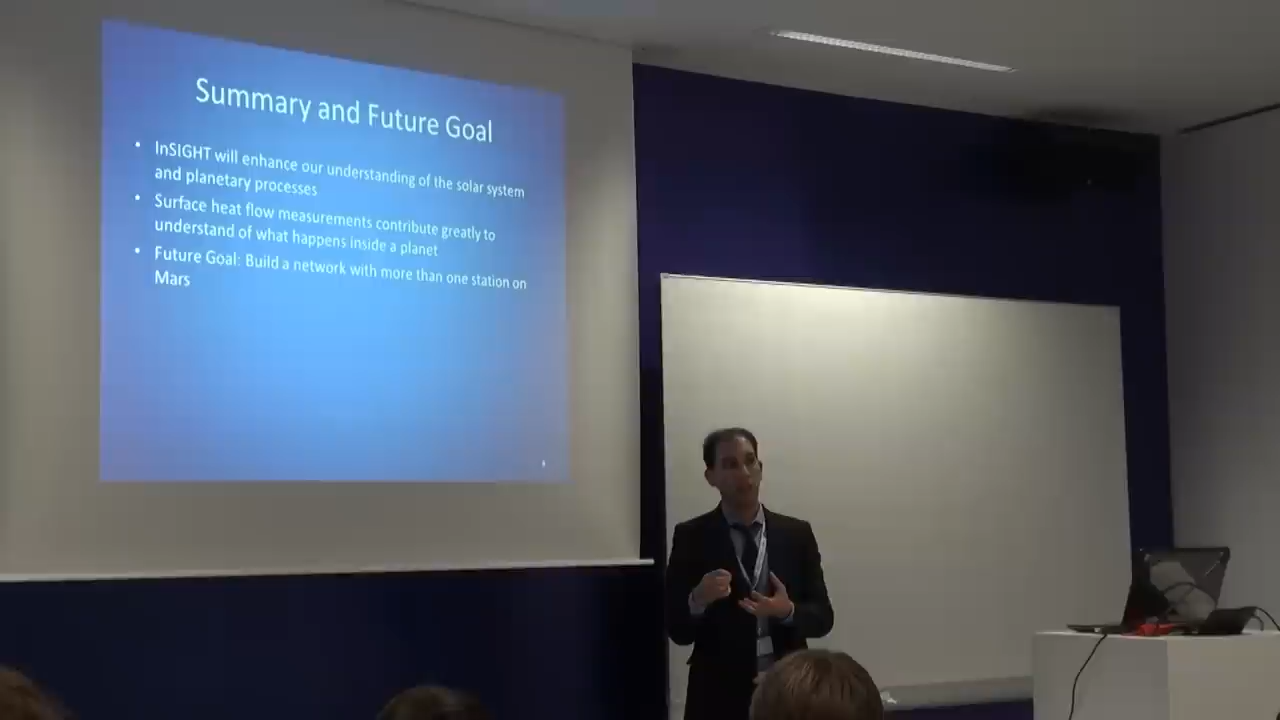 Summary and Future Goal
• InSIGHT will enhance our understanding of the solar system
and planetary processes
• Surface heat flow measurements contribute greatly to
understand of what happens inside a planet
• Future Goal: Build a network with more than one station on
Mars